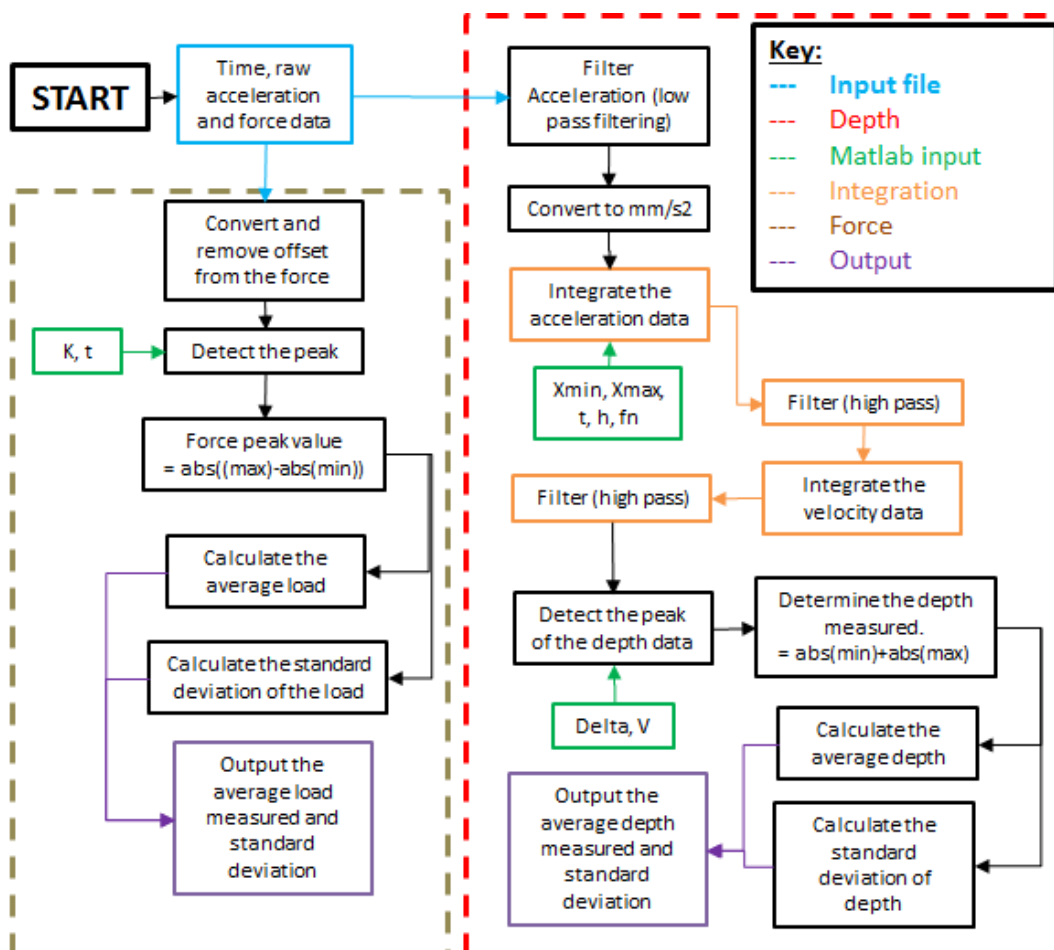 START
Time, raw
acceleration
and force data
Filter
Acceleration (low
pass filtering)
Key:
--- Input file
--- Depth
--- Matlab input
--- Integration
--- Force
--- Output
Convert to mm/s2
Convert and
remove offset
from the force
Integrate the
acceleration data
K, t
Detect the peak
Xmin, Xmax,
t, h, fn
Filter (high pass)
Force peak value
= abs((max)-abs(min))
Filter (high pass)
Integrate the
velocity data
Calculate the
average load
Detect the peak
of the depth data
Determine the depth
measured.
= abs(min)+abs(max)
Calculate the standard
deviation of the load
Delta, V
Calculate the
average depth
Output the
average load
measured and
standard
deviation
Output the
average depth
measured and
standard
deviation
Calculate the
standard
deviation of
depth